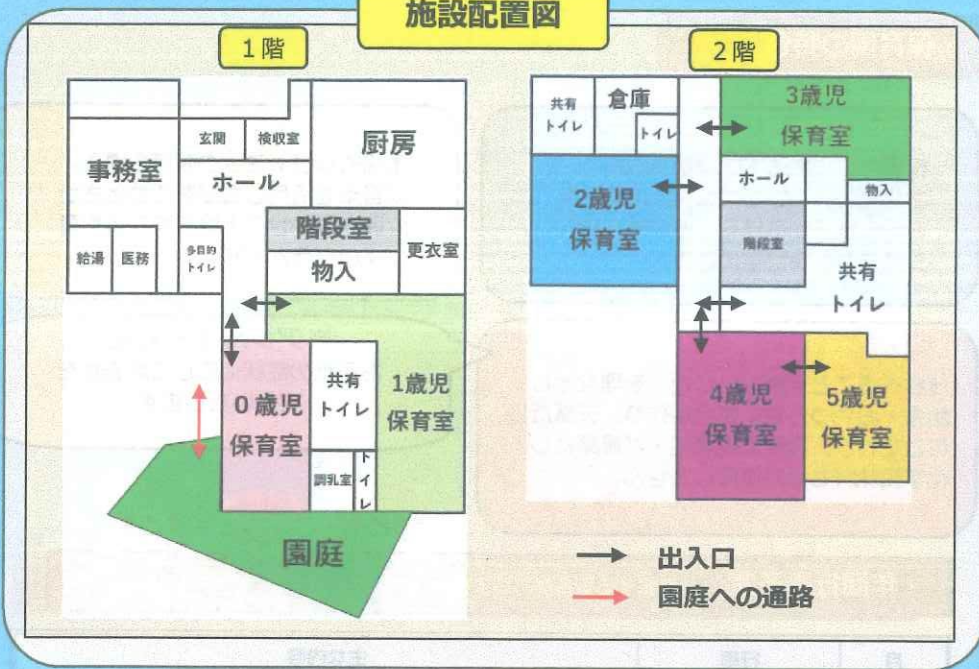 施設配置図
1階
2階
事務室
玄関
検収室
厨房
ホール
階段室
更衣室
物入
給湯
医務
多目的
トイレ
0歳児
保育室
共有
トイレ
1歳児
保育室
調乳室
トイレ
園庭
共有
トイレ
倉庫
トイレ
3歳児
保育室
2歳児
保育室
ホール
物入
階段室
共有
トイレ
4歳児
保育室
5歳児
保育室
出入口
園庭への通路